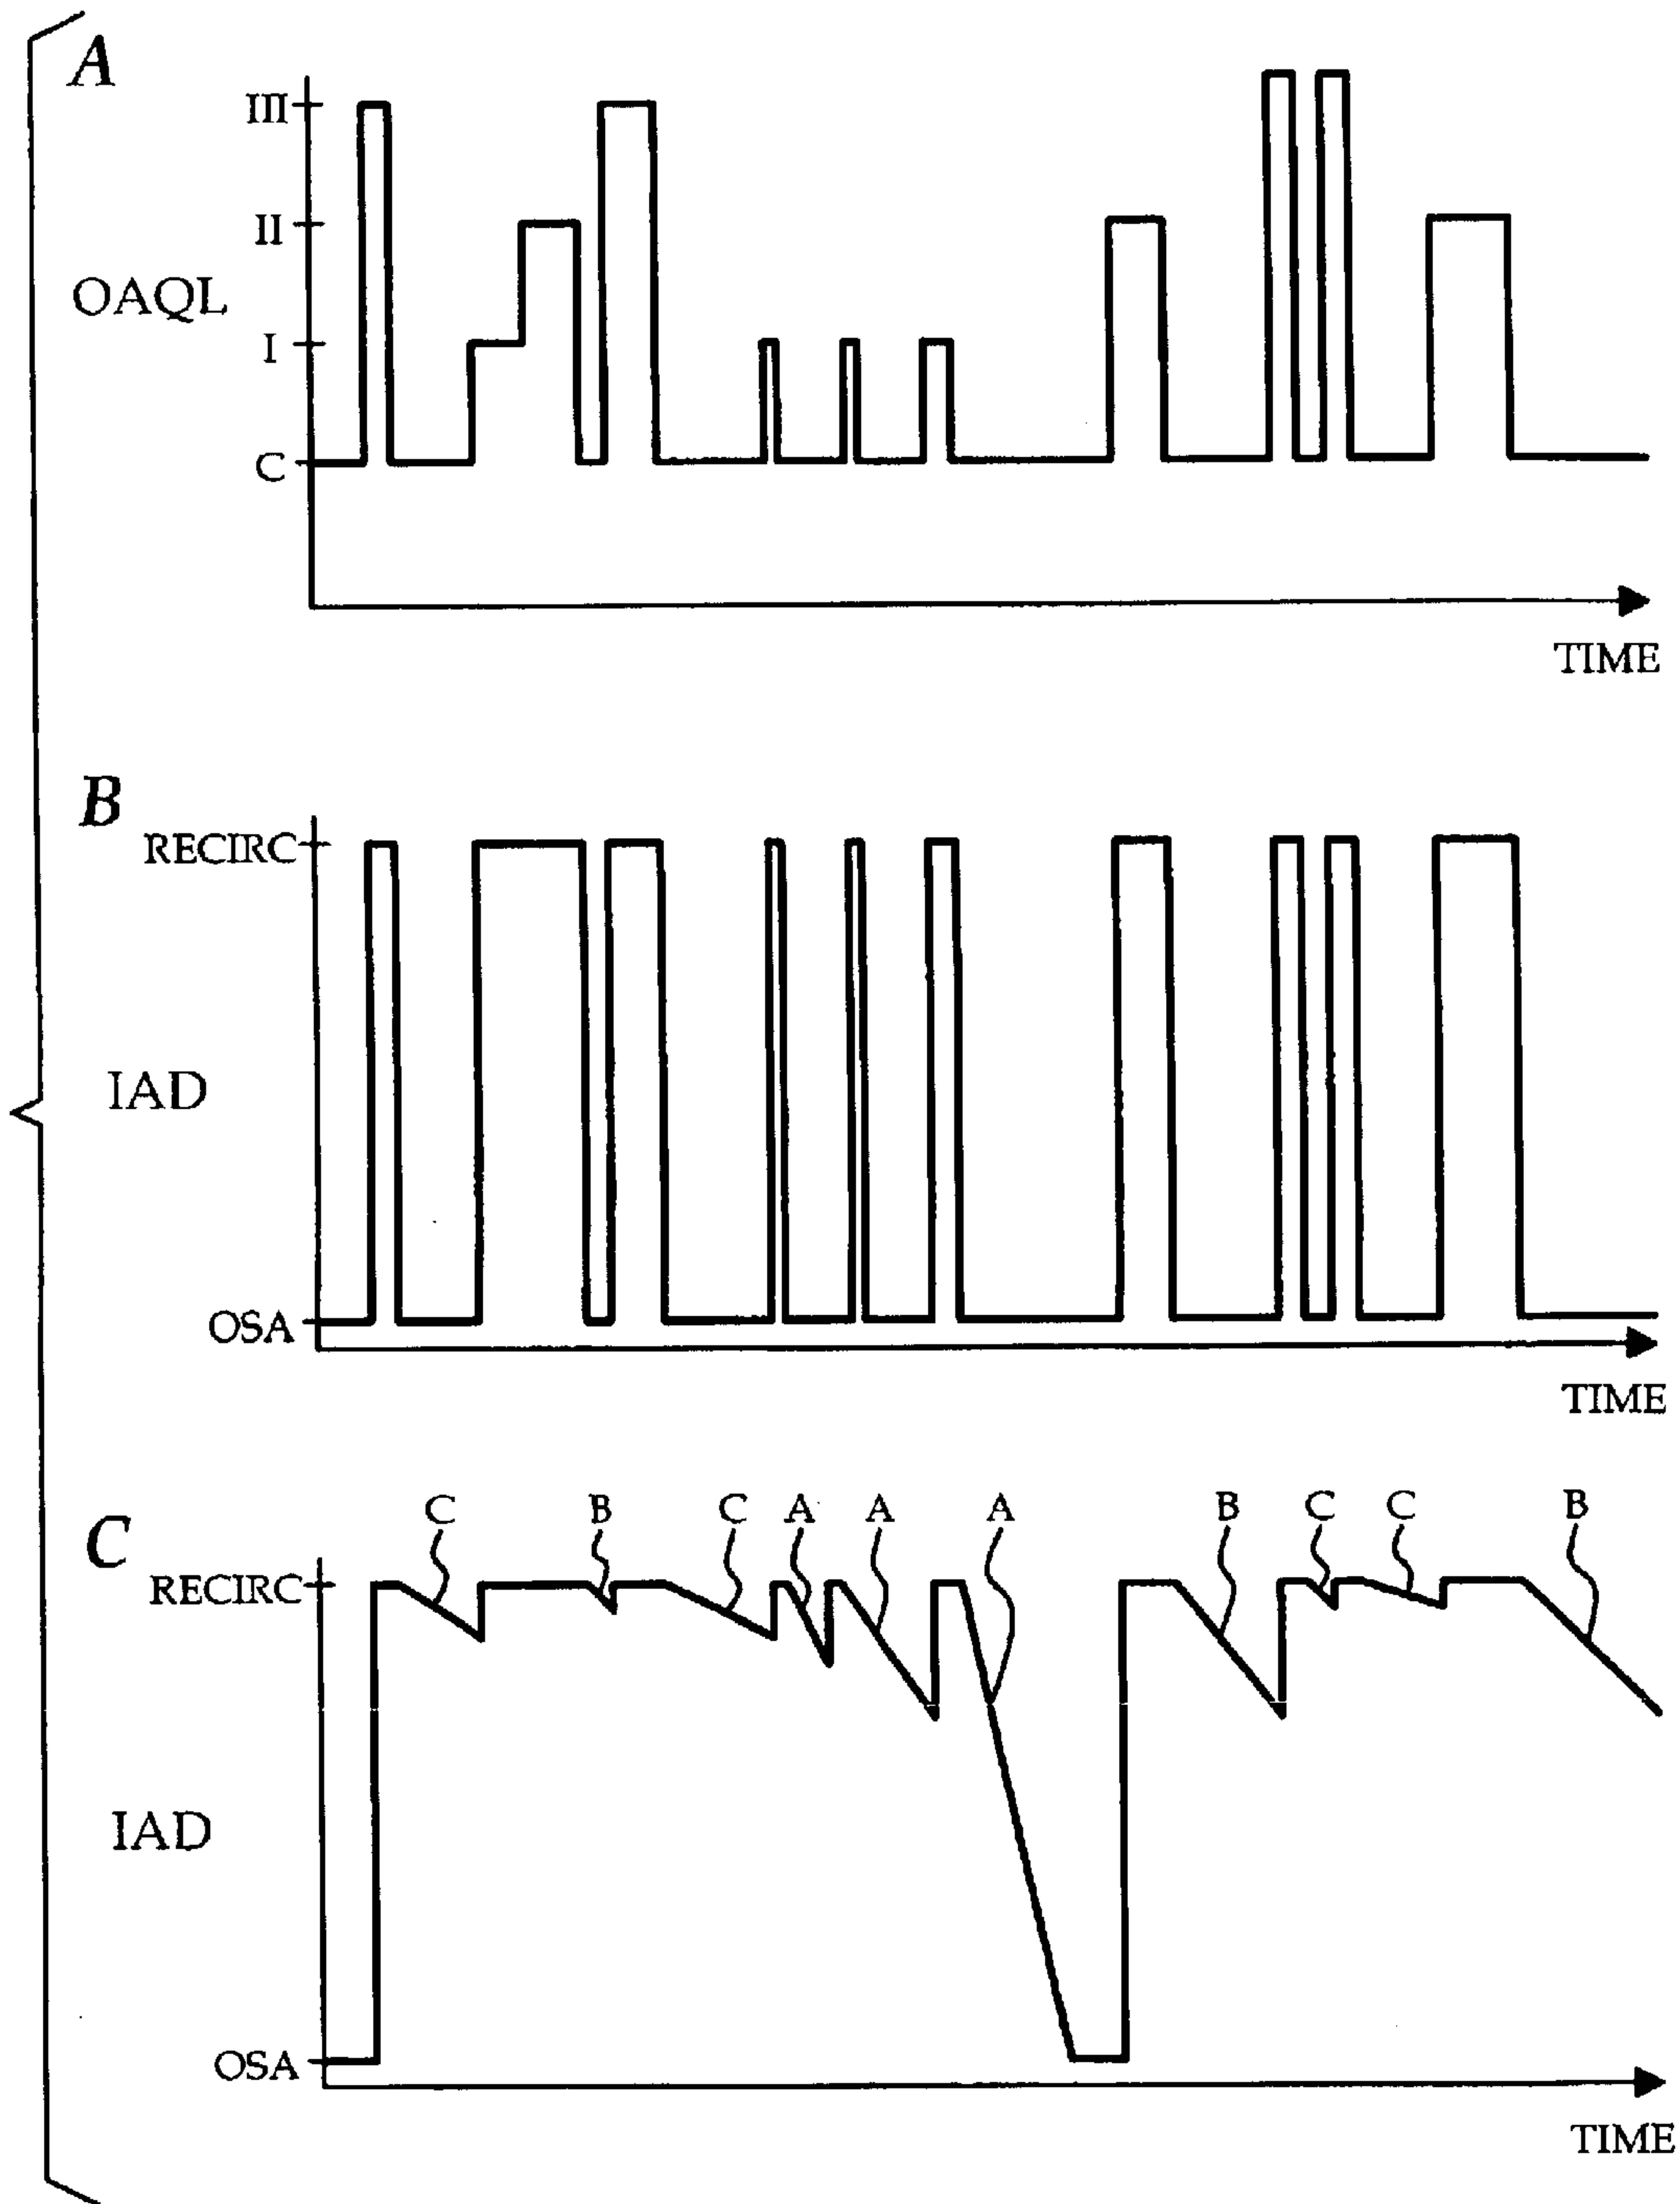 A
III
II
OAQL
I
C
TIME
B
RECIRC
IAD
OSA
TIME
C B C A A A B C C B
C
RECIRC
IAD
OSA
TIME